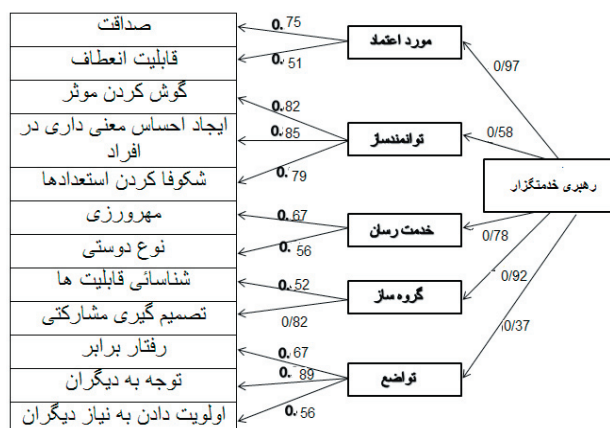 صداقت
قابلیت انعطاف
گوش کردن موثر
ایجاد احساس معنی داری در
افراد
شکوفا کردن استعدادها
مهرورزی
نوع دوستی
شناسائی قابلیت ها
تصمیم گیری مشارکتی
رفتار برابر
توجه به دیگران
اولویت دادن به نیاز دیگران
0.75
0.51
0.82
0.85
0.79
0.67
0.56
0.52
0/82
0.67
0.89
0.56
مورد اعتماد
توانمندساز
خدمت رسان
گروه ساز
تواضع
0/97
0/58
0/78
0/92
0/37
رهبری خدمتگزار